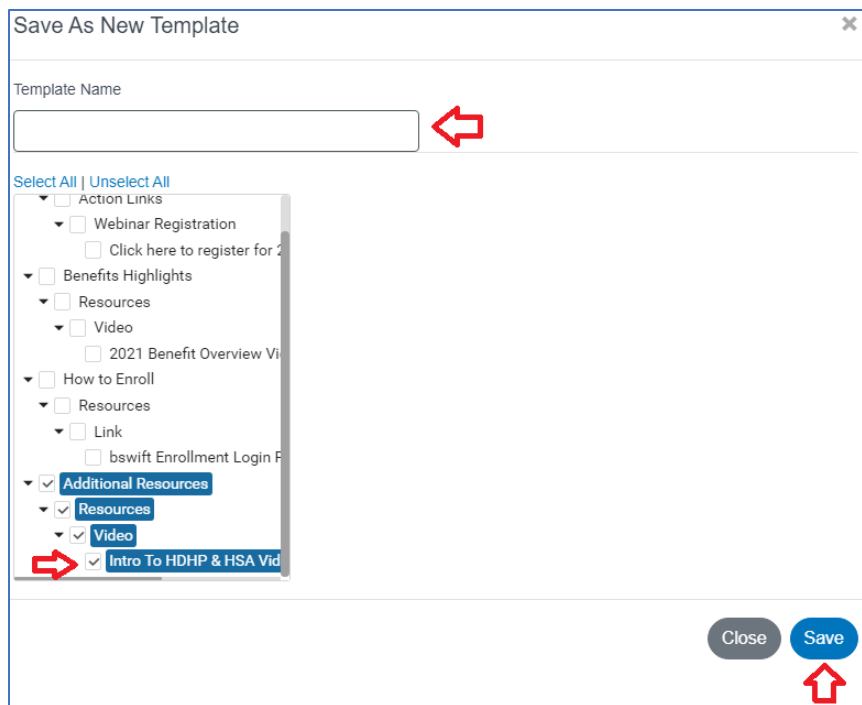 Save As New Template
Template Name
Select All | Unselect All
Action Links
Webinar Registration
Click here to register for 2
Benefits Highlights
Resources
Video
2021 Benefit Overview Vi
How to Enroll
Resources
Link
bswift Enrollment Login
Additional Resources
Resources
Video
Intro To HDHP & HSA Vid
Close Save